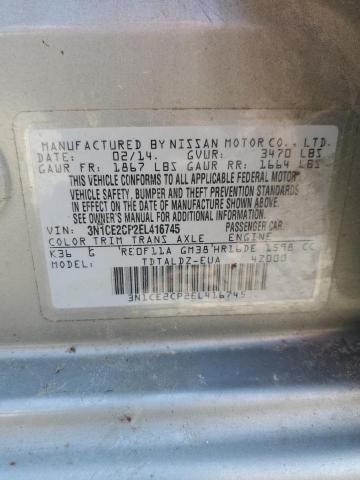 MANUFACTURED BY NISSAN MOTOR CO., LTD.
DATE: 02/14. GVWR: 3470 LBS
GAWR FR: 1867 LBS GAWR RR: 1664 LBS
THIS VEHICLE CONFORMS TO ALL APPLICABLE FEDERAL MOTOR
VEHICLE SAFETY, BUMPER AND THEFT PREVENTION STANDARDS
IN EFFECT ON THE DATE OF MANUFACTURE SHOWN ABOVE.
SEE OWNER'S MANUAL FOR ADDITIONAL INFORMATION.
VIN: 3N1CE2CP2EL416745 PASSENGER CAR
COLOR TRIM TRANS AXLE ENGINE
K36 G RE0F11A GM38 HR16DE 1598 CC
TDTALDZ-EUA 42000
3N1CE2CP2EL416745